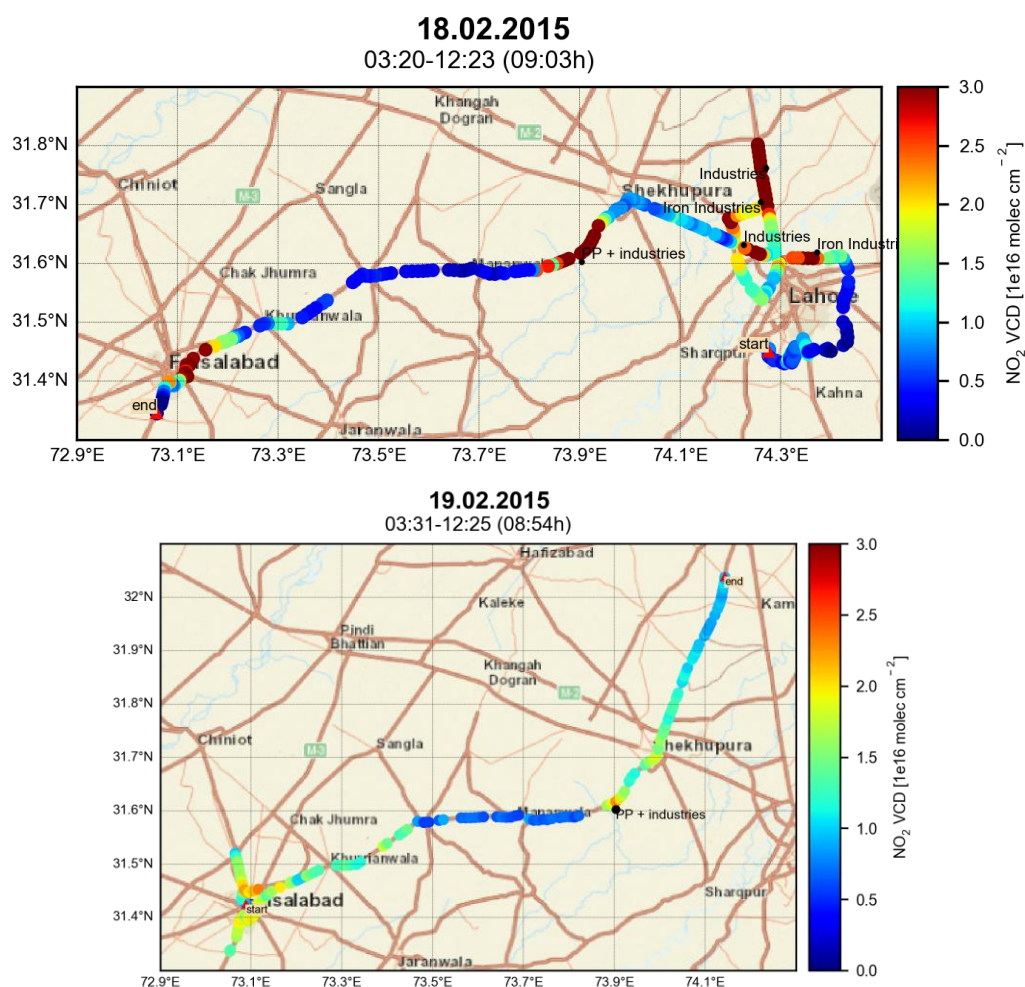 18.02.2015
03:20-12:23 (09:03h)
Khangah
Dogran
M-2
31.8°N
3.0
Industries
Chiniot
M-3
Sangla
Shekhupura
2.5
31.7°N
Iron Industries
2.0
Industries
Iron Industri
PP + industries
31.6°N
Chak Jhumra
1.5
Lahore
31.5°N
1.0
start
Sharqpur
Faisalabad
31.4°N
0.5
Kahna
end
Jaranwala
0.0
72.9°E 73.1°E 73.3°E 73.5°E 73.7°E 73.9°E 74.1°E 74.3°E
NO2 VCD [1e16 molec cm−2]
19.02.2015
03:31-12:25 (08:54h)
Hafizabad
3.0
end
32°N
Kaleke
Kam
2.5
Pindi
Bhattian
31.9°N
Khangah
Dogran
M-2
31.8°N
2.0
Chiniot
M-3
Sangla
hekhupura
31.7°N
1.5
31.6°N
Mananwala
PP + industries
Chak Jhumra
1.0
Khurrianwala
31.5°N
Sharqpur
isalabad
start
31.4°N
0.5
Jaranwala
0.0
72.9°E 73.1°E 73.3°E 73.5°E 73.7°E 73.9°E 74.1°E
NO2 VCD [1e16 molec cm−2]